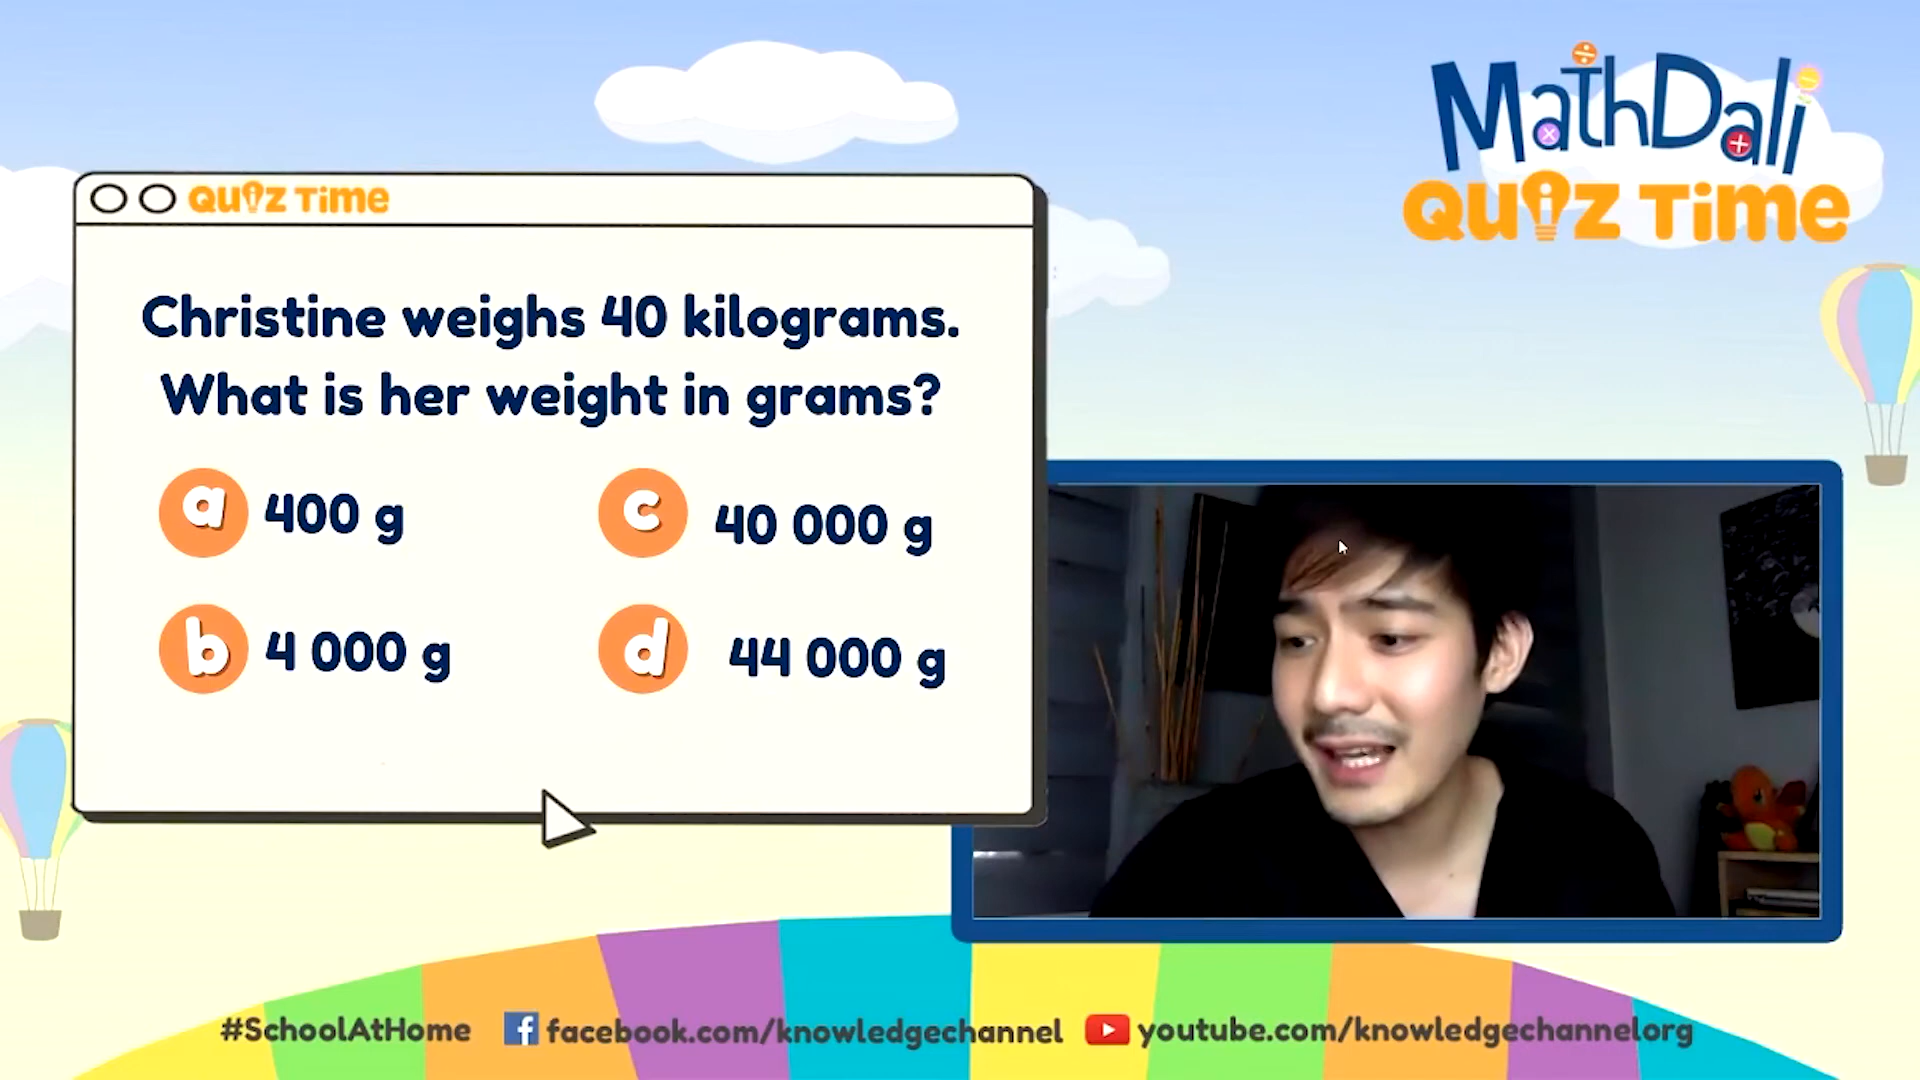 MathDali
QUIZ TIME
QUIZ TIME
Christine weighs 40 kilograms.
What is her weight in grams?
a 400 g
c 40 000 g
b 4 000 g
d 44 000 g
#SchoolAtHome facebook.com/knowledgechannel youtube.com/knowledgechannelorg